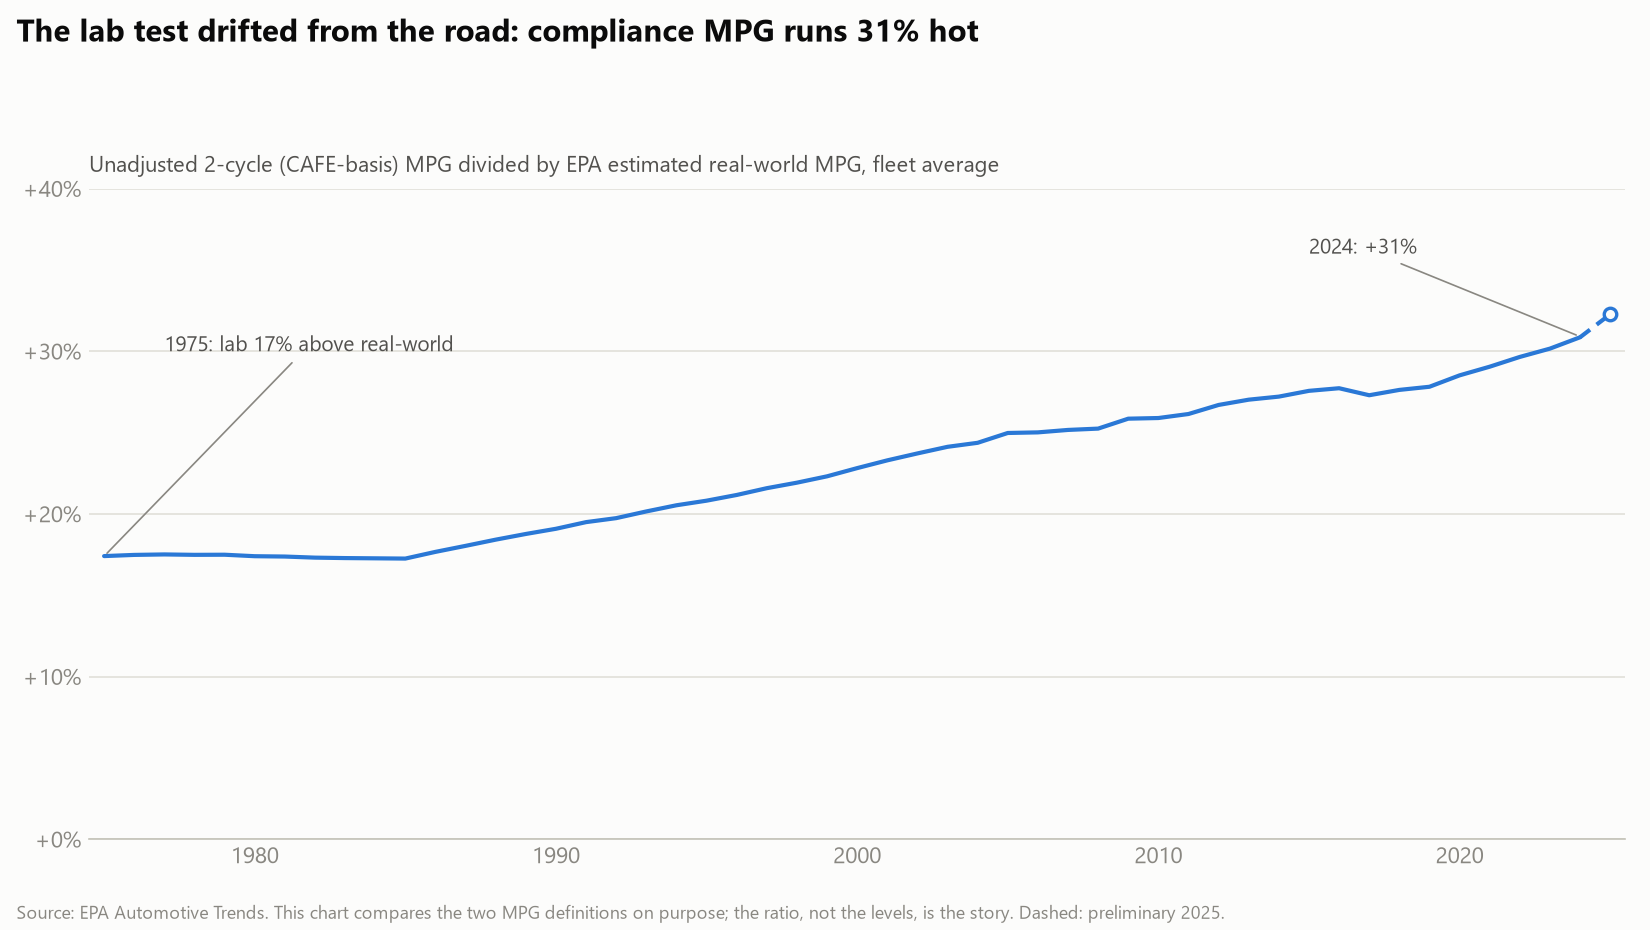 The lab test drifted from the road: compliance MPG runs 31% hot
Unadjusted 2-cycle (CAFE-basis) MPG divided by EPA estimated real-world MPG, fleet average
+40%
2024: +31%
1975: lab 17% above real-world
+30%
+20%
+10%
+0%
1980 1990 2000 2010 2020
Source: EPA Automotive Trends. This chart compares the two MPG definitions on purpose; the ratio, not the levels, is the story. Dashed: preliminary 2025.